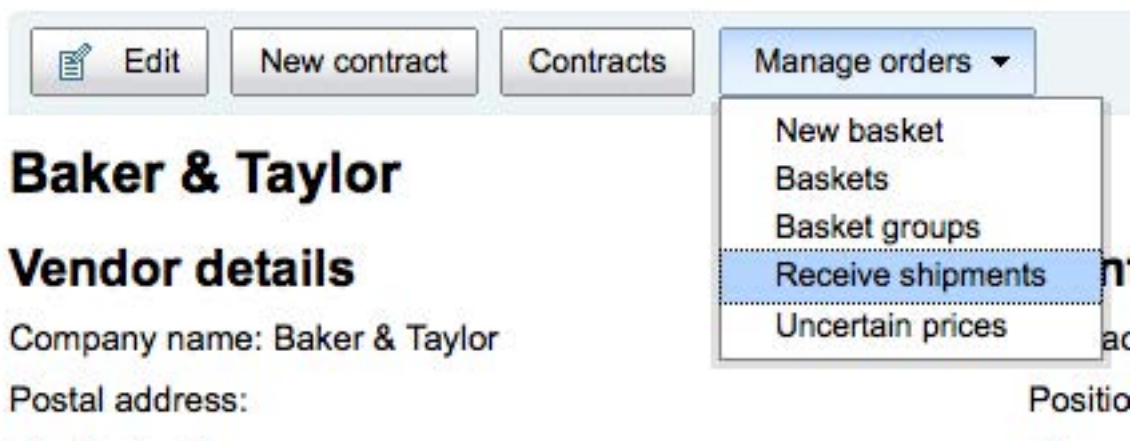 Edit New contract Contracts Manage orders
New basket
Baskets
Basket groups
Receive shipments
Uncertain prices
Baker & Taylor
Vendor details
Company name: Baker & Taylor
Postal address: